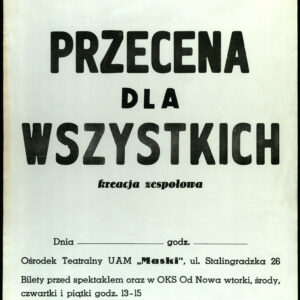 PRZECENA
DLA
WSZYSTKICH
kreacja zespołowa
Dnia godz.
Ośrodek Teatralny UAM „Maski”, ul. Stalingradzka 26
Bilety przed spektaklem oraz w OKS Od Nowa wtorki, środy,
czwartki i piątki godz. 13-15